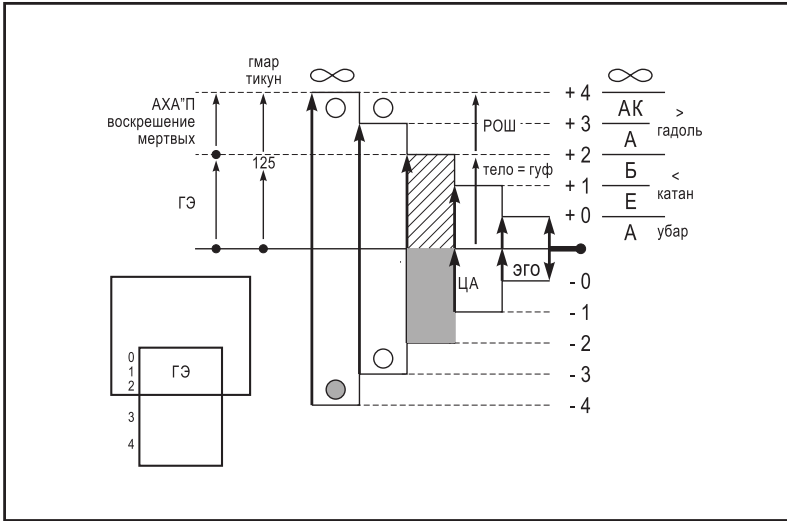 гмар
тикун
∞
∞
АХА"П
воскрешение
мертвых
125
ГЭ
РОШ
тело = гуф
ЦА
ЭГО
+ 4
+ 3
+ 2
+ 1
+ 0
- 0
- 1
- 2
- 3
- 4
АК
А
Б
Е
А
>
гадоль
<
катан
убар
0
1
2
3
4
ГЭ